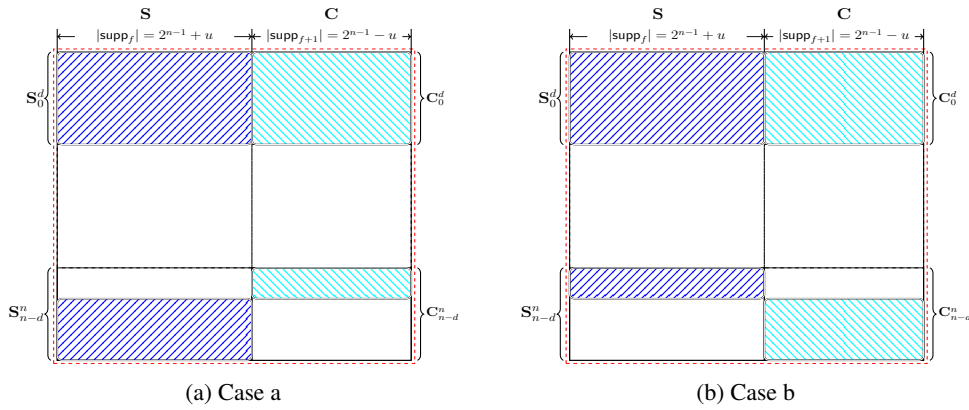 S C S C
|supp_f| = 2^{n-1} + u |supp_{f+1}| = 2^{n-1} − u |supp_f| = 2^{n-1} + u |supp_{f+1}| = 2^{n-1} − u
S_0^d C_0^d S_0^d C_0^d
S_{n-d}^n C_{n-d}^n S_{n-d}^n C_{n-d}^n
(a) Case a (b) Case b